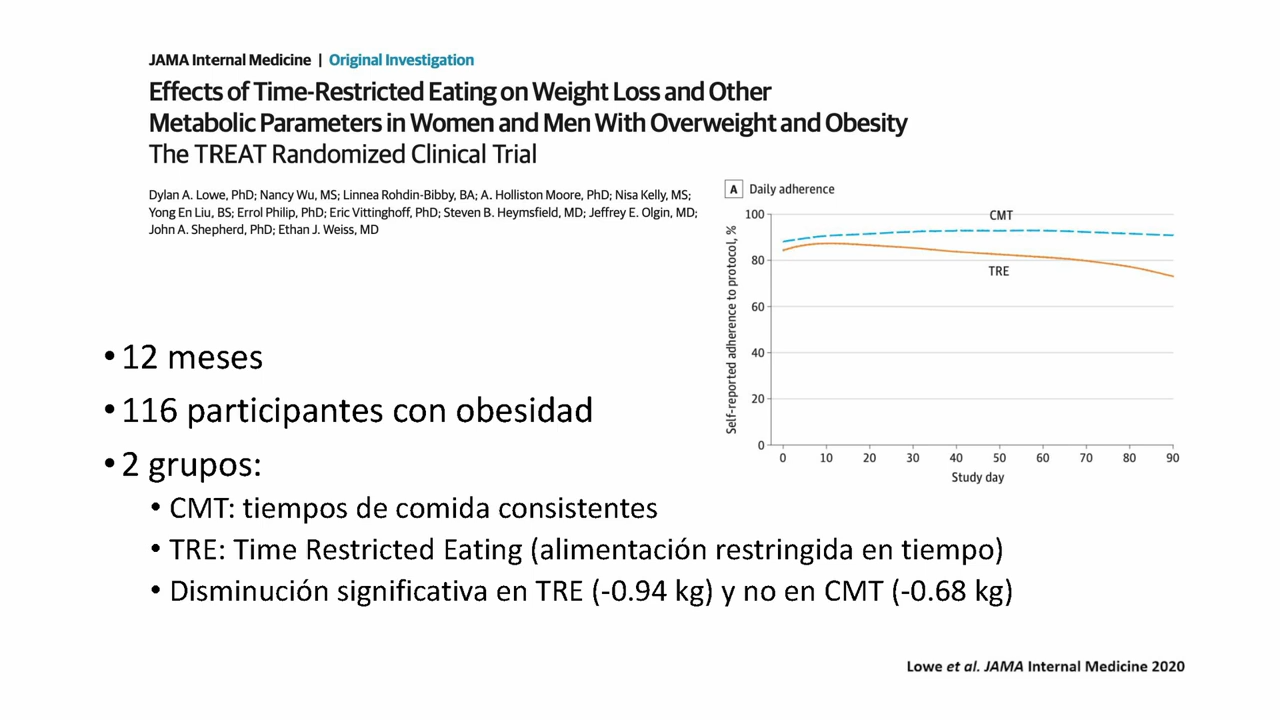 JAMA Internal Medicine | Original Investigation
Effects of Time-Restricted Eating on Weight Loss and Other
Metabolic Parameters in Women and Men With Overweight and Obesity
The TREAT Randomized Clinical Trial
Dylan A. Lowe, PhD; Nancy Wu, MS; Linnea Rohdin-Bibby, BA; A. Holliston Moore, PhD; Nisa Kelly, MS;
Yong En Liu, BS; Errol Philip, PhD; Eric Vittinghoff, PhD; Steven B. Heymsfield, MD; Jeffrey E. Olgin, MD;
John A. Shepherd, PhD; Ethan J. Weiss, MD
A Daily adherence
Self-reported adherence to protocol, %
100
80
60
40
20
0
CMT
TRE
0 10 20 30 40 50 60 70 80 90
Study day
• 12 meses
• 116 participantes con obesidad
• 2 grupos:
• CMT: tiempos de comida consistentes
• TRE: Time Restricted Eating (alimentación restringida en tiempo)
• Disminución significativa en TRE (-0.94 kg) y no en CMT (-0.68 kg)
Lowe et al. JAMA Internal Medicine 2020